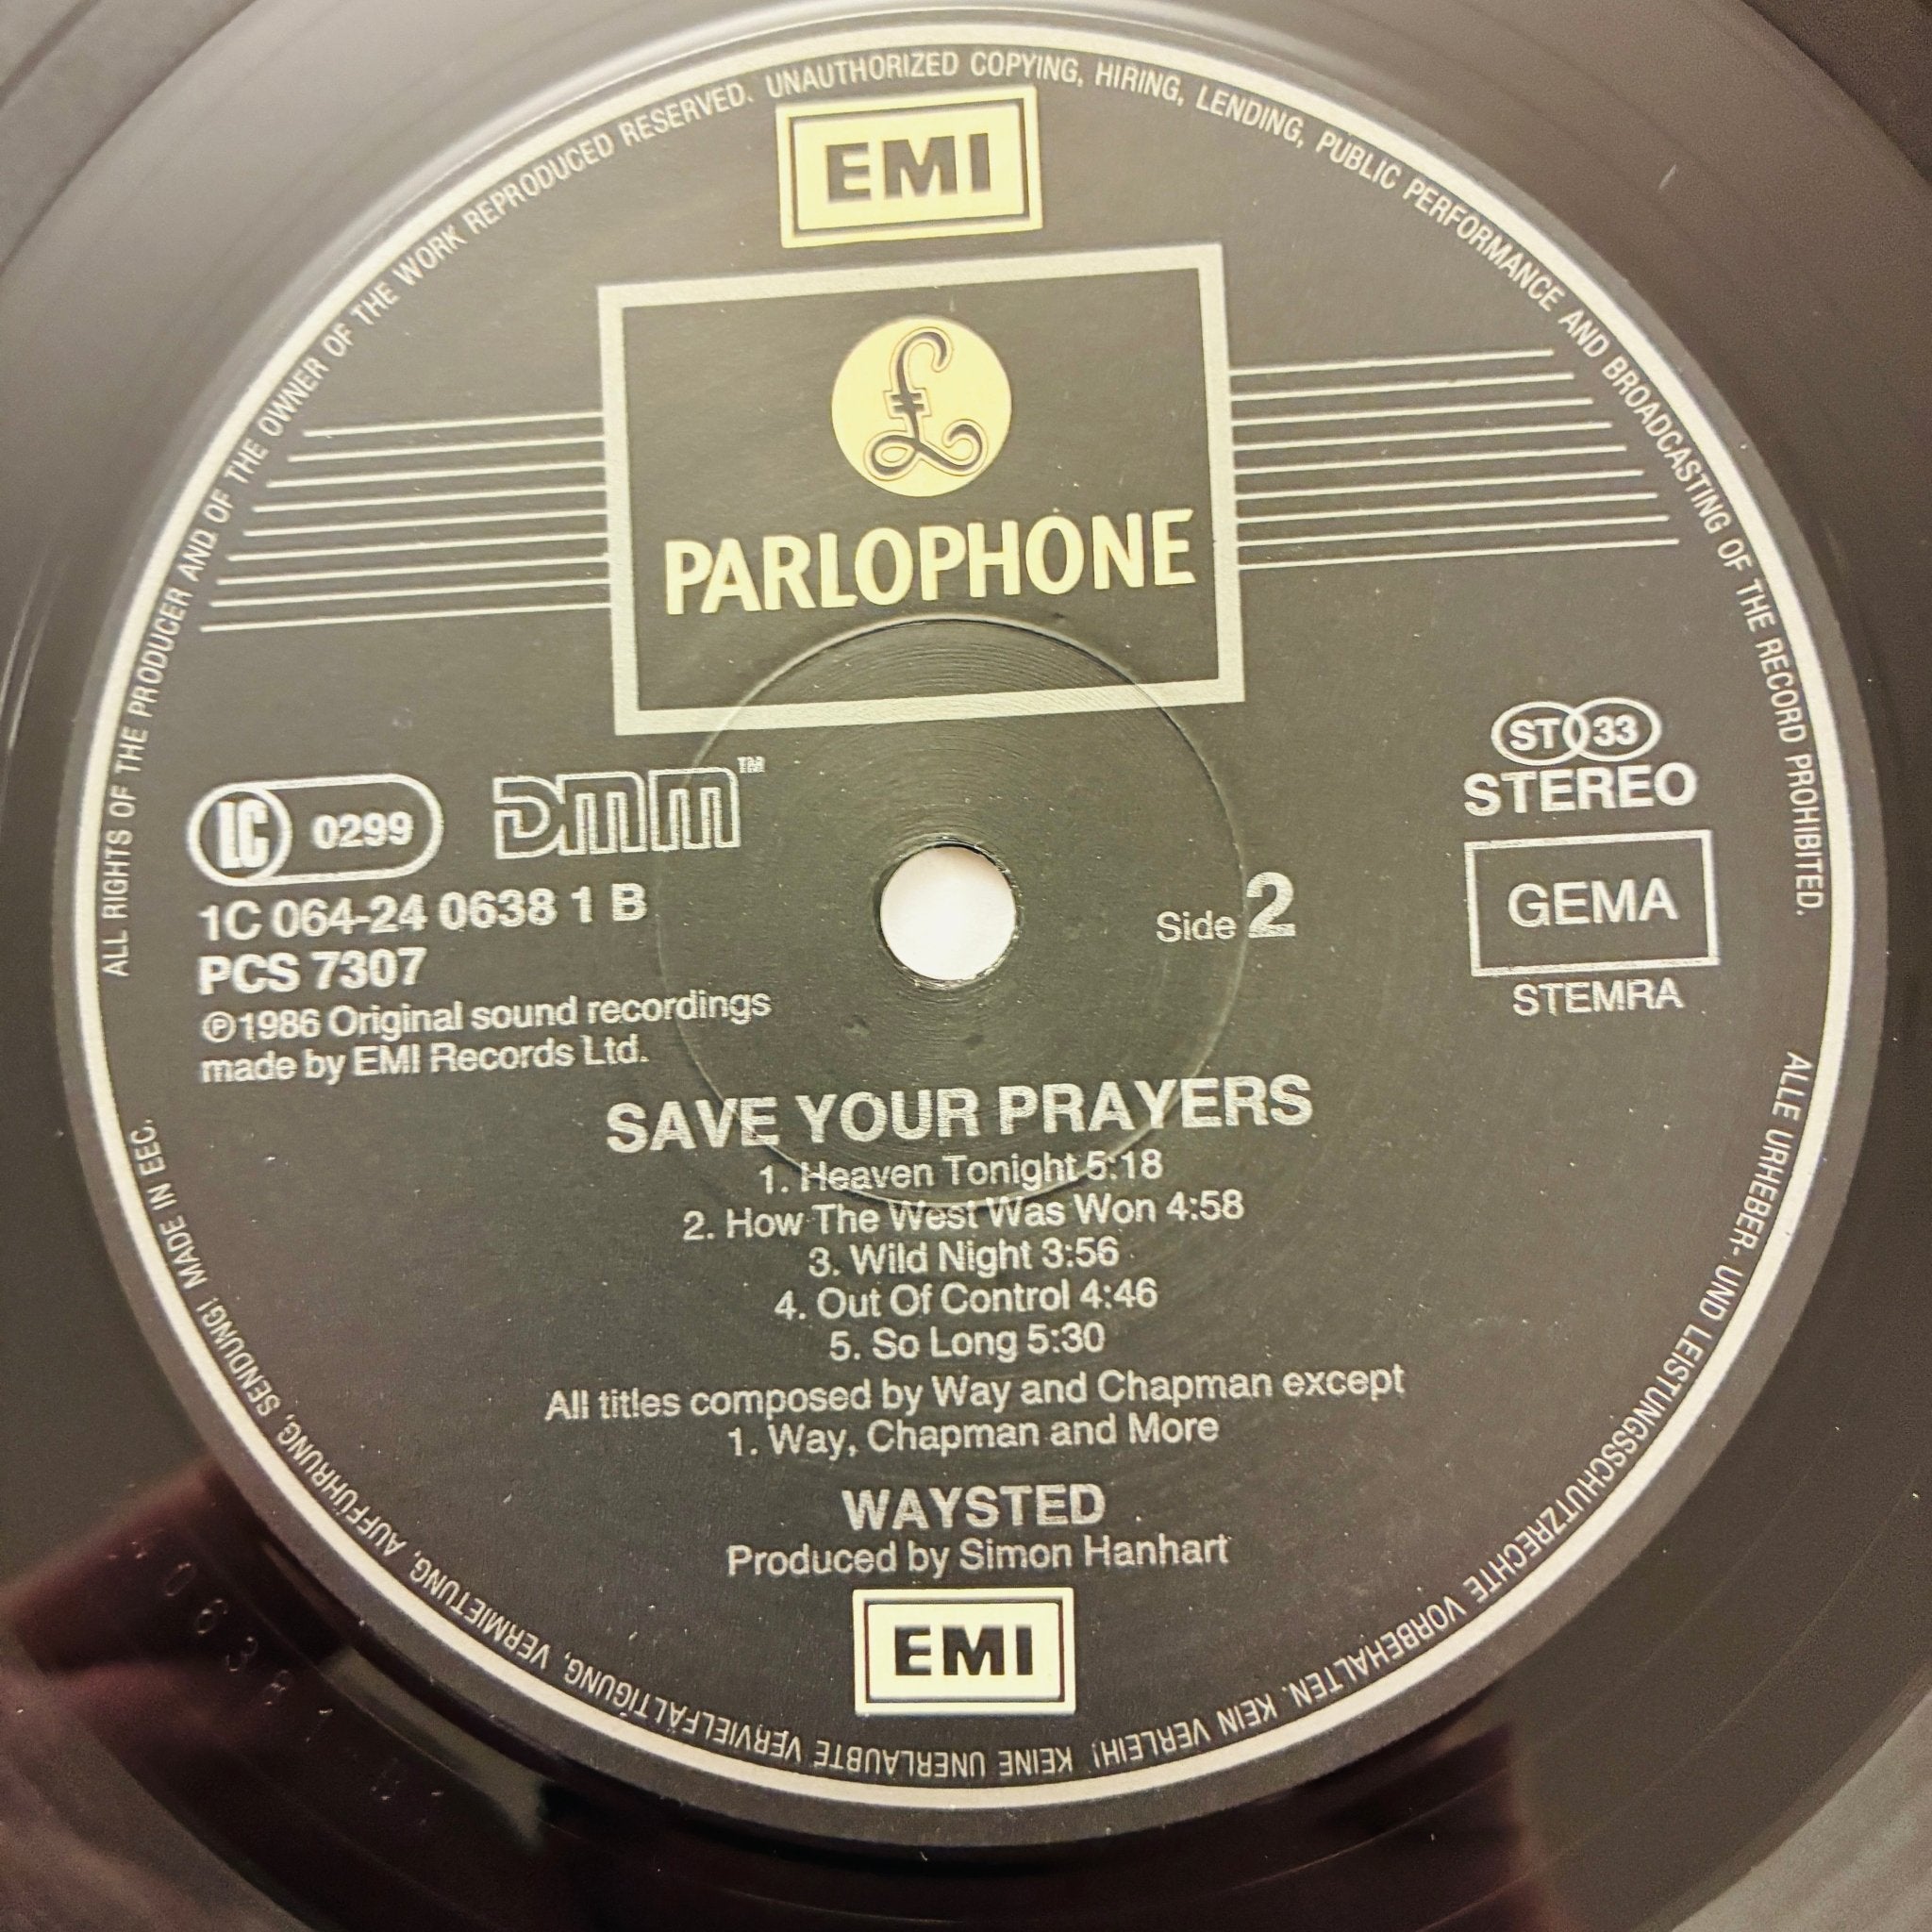 ALL RIGHTS OF THE PRODUCER AND OF THE OWNER OF THE WORK REPRODUCED RESERVED. UNAUTHORIZED COPYING, HIRING, LENDING, PUBLIC PERFORMANCE AND BROADCASTING OF THE RECORD PROHIBITED.
EMI
£
PARLOPHONE
LC 0299
DMM™
ST 33
STEREO
1C 064-24 0638 1 B
PCS 7307
Side 2
GEMA
STEMRA
℗1986 Original sound recordings
made by EMI Records Ltd.
SAVE YOUR PRAYERS
1. Heaven Tonight 5:18
2. How The West Was Won 4:58
3. Wild Night 3:56
4. Out Of Control 4:46
5. So Long 5:30
All titles composed by Way and Chapman except
1. Way, Chapman and More
WAYSTED
Produced by Simon Hanhart
EMI
ALLE URHEBER- UND LEISTUNGSSCHUTZRECHTE VORBEHALTEN. KEIN VERLEIH! KEINE UNERLAUBTE VERVIELFÄLTIGUNG, VERMIETUNG, AUFFÜHRUNG, SENDUNG! MADE IN EEC.